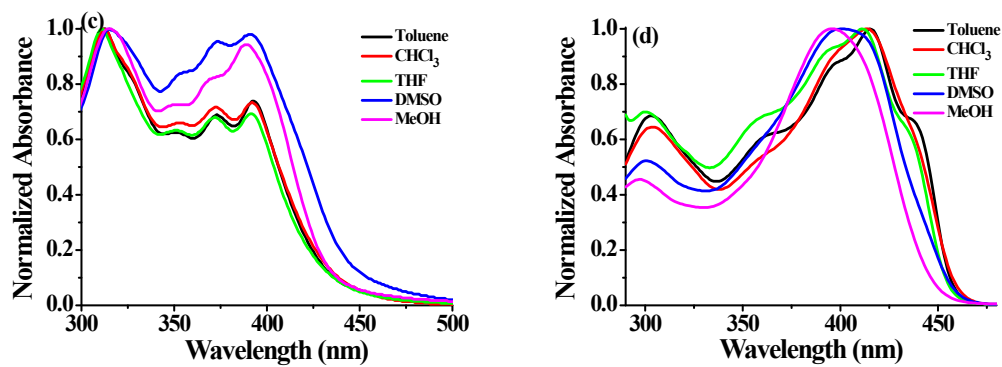 (c)
Toluene
CHCl3
THF
DMSO
MeOH
Normalized Absorbance
1.0
0.8
0.6
0.4
0.2
0.0
300 350 400 450 500
Wavelength (nm)
(d)
Toluene
CHCl3
THF
DMSO
MeOH
Normalized Absorbance
1.0
0.8
0.6
0.4
0.2
0.0
300 350 400 450
Wavelength (nm)